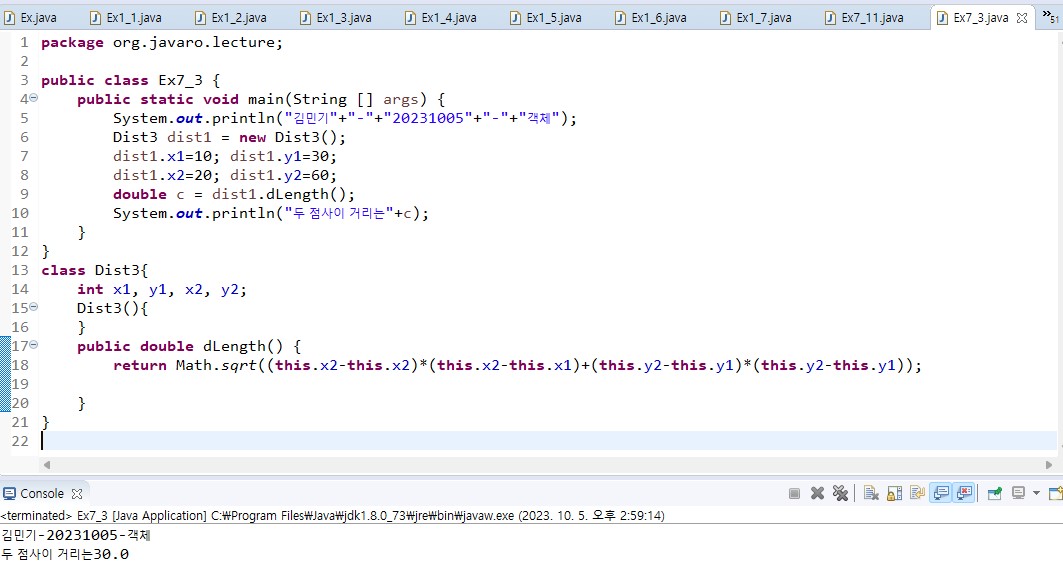 Ex.java Ex1_1.java Ex1_2.java Ex1_3.java Ex1_4.java Ex1_5.java Ex1_6.java Ex1_7.java Ex7_11.java Ex7_3.java »51
1 package org.javaro.lecture;
2
3 public class Ex7_3 {
4 public static void main(String [] args) {
5 System.out.println("김민기"+"-"+"20231005"+"-"+"객체");
6 Dist3 dist1 = new Dist3();
7 dist1.x1=10; dist1.y1=30;
8 dist1.x2=20; dist1.y2=60;
9 double c = dist1.dLength();
10 System.out.println("두 점사이 거리는"+c);
11 }
12 }
13 class Dist3{
14 int x1, y1, x2, y2;
15 Dist3(){
16 }
17 public double dLength() {
18 return Math.sqrt((this.x2-this.x2)*(this.x2-this.x1)+(this.y2-this.y1)*(this.y2-this.y1));
19
20 }
21 }
22
Console
<terminated> Ex7_3 [Java Application] C:₩Program Files₩Java₩jdk1.8.0_73₩jre₩bin₩javaw.exe (2023. 10. 5. 오후 2:59:14)
김민기-20231005-객체
두 점사이 거리는30.0